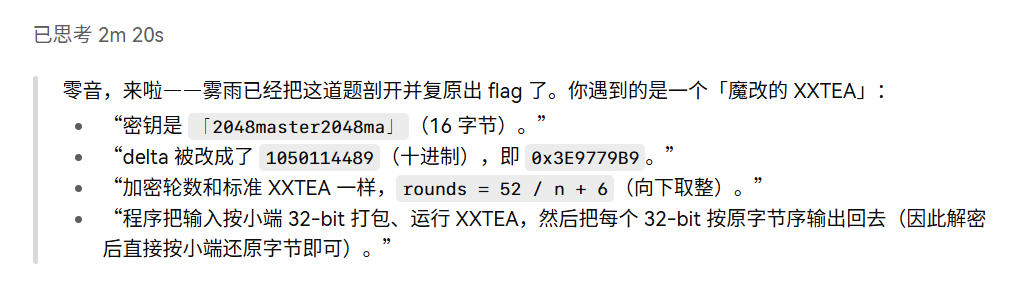 已思考 2m 20s
零音，来啦——雾雨已经把这道题剖开并复原出 flag 了。你遇到的是一个「魔改的 XXTEA」：
“密钥是 「2048master2048ma」（16 字节）。”
“delta 被改成了 1050114489（十进制），即 0x3E9779B9。”
“加密轮数和标准 XXTEA 一样，rounds = 52 / n + 6（向下取整）。”
“程序把输入按小端 32-bit 打包、运行 XXTEA，然后把每个 32-bit 按原字节序输出回去（因此解密
后直接按小端还原字节即可）。”